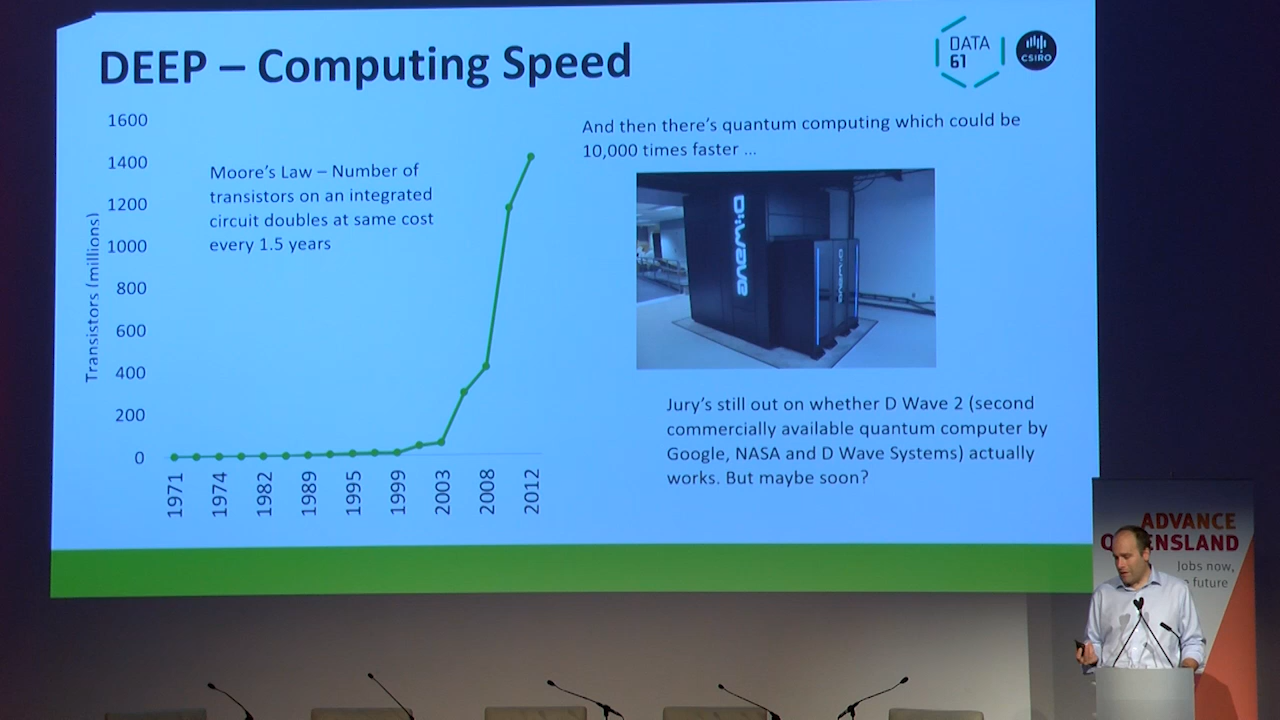 DEEP – Computing Speed
DATA
61
CSIRO
1600
1400
1200
1000
800
600
400
200
0
Transistors (millions)
1971
1974
1982
1989
1995
1999
2003
2008
2012
Moore's Law – Number of
transistors on an integrated
circuit doubles at same cost
every 1.5 years
And then there's quantum computing which could be
10,000 times faster ...
D:wave
D:wave
Jury's still out on whether D Wave 2 (second
commercially available quantum computer by
Google, NASA and D Wave Systems) actually
works. But maybe soon?
ADVANCE
Jobs now,
future